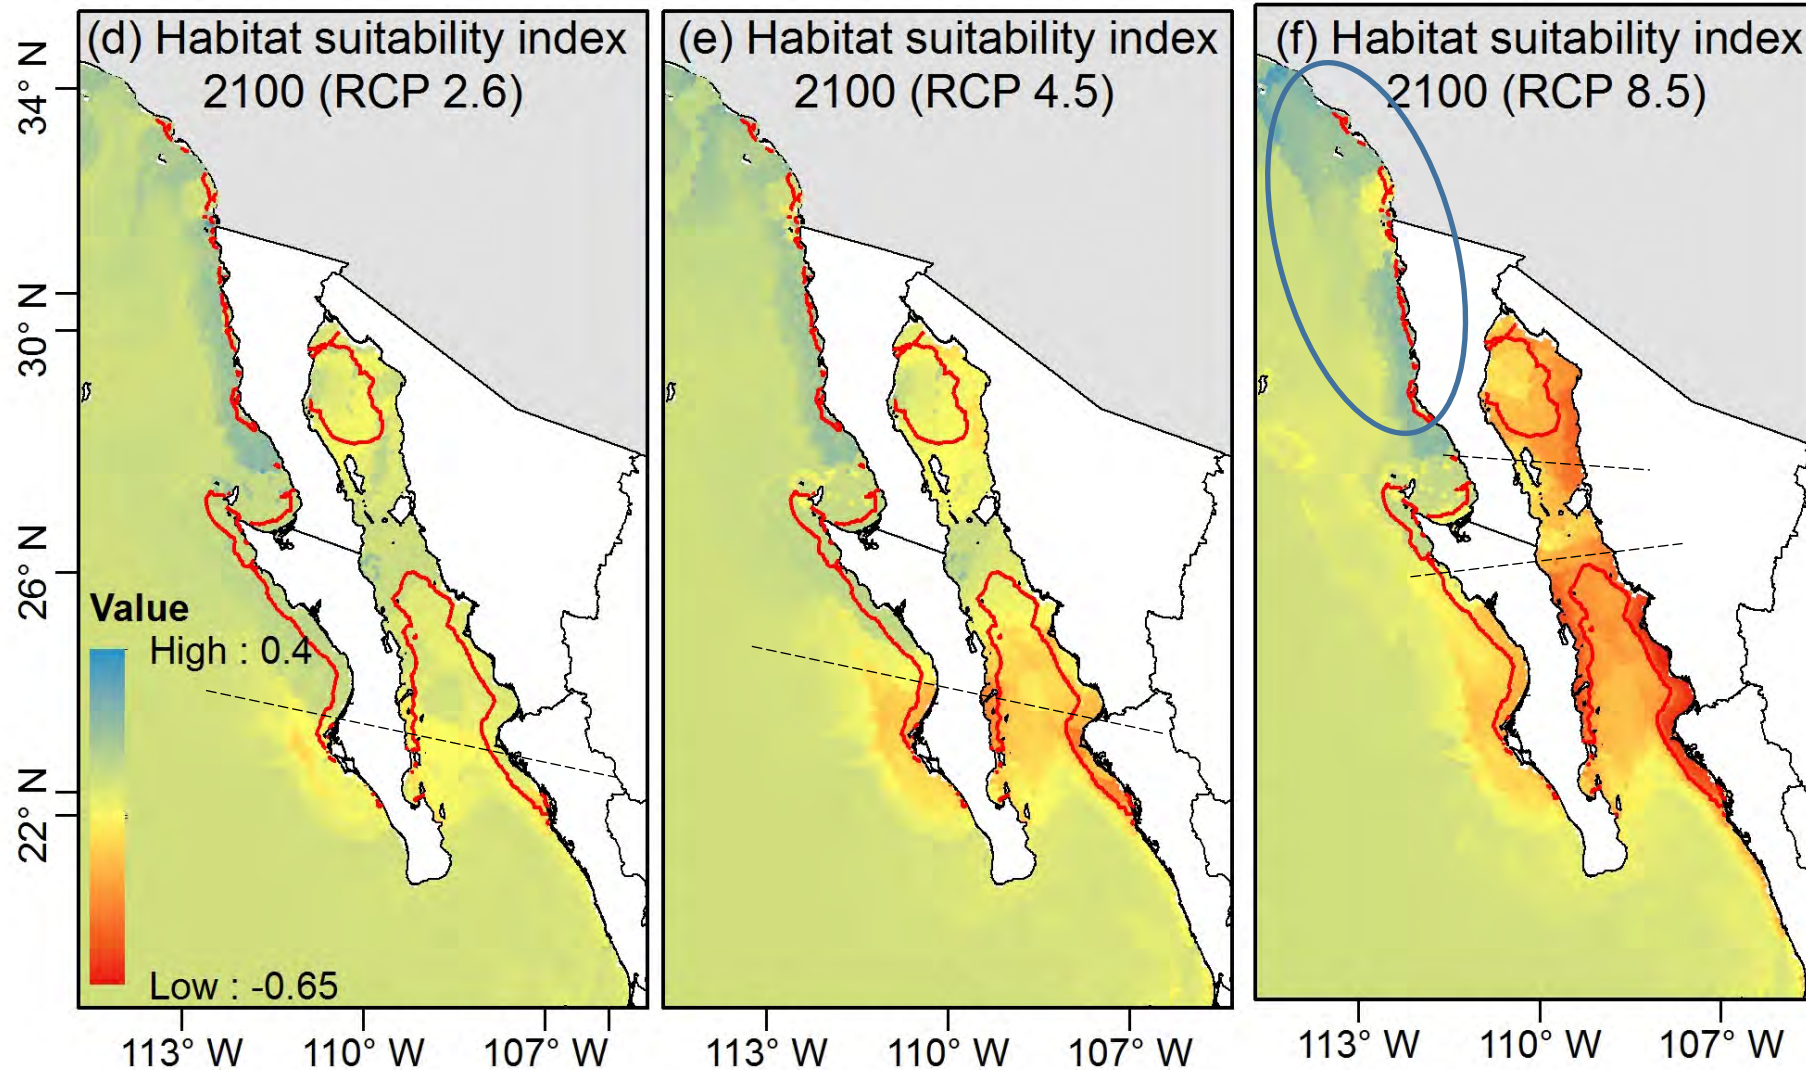 (d) Habitat suitability index
2100 (RCP 2.6)
(e) Habitat suitability index
2100 (RCP 4.5)
(f) Habitat suitability index
2100 (RCP 8.5)
34° N
30° N
26° N
22° N
Value
High : 0.4
Low : -0.65
113° W
110° W
107° W
113° W
110° W
107° W
113° W
110° W
107° W